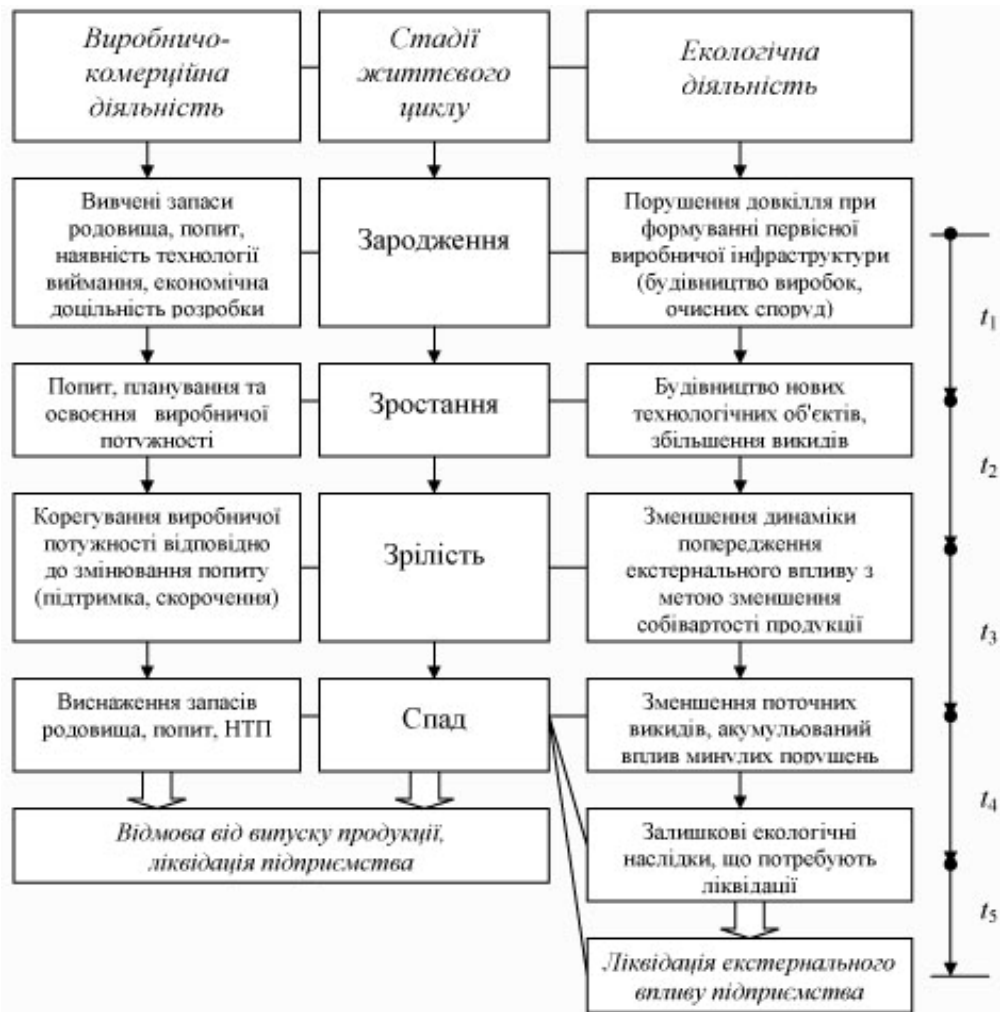 Виробничо-
комерційна
діяльність
Стадії
життєвого
циклу
Екологічна
діяльність
Вивчені запаси
родовища, попит,
наявність технології
виймання, економічна
доцільність розробки
Зародження
Порушення довкілля при
формуванні первісної
виробничої інфраструктури
(будівництво виробок,
очисних споруд)
t1
Попит, планування та
освоєння виробничої
потужності
Зростання
Будівництво нових
технологічних об'єктів,
збільшення викидів
t2
Корегування виробничої
потужності відповідно
до змінювання попиту
(підтримка, скорочення)
Зрілість
Зменшення динаміки
попередження
екстернального впливу з
метою зменшення
собівартості продукції
t3
Виснаження запасів
родовища, попит, НТП
Спад
Зменшення поточних
викидів, акумульований
вплив минулих порушень
t4
Відмова від випуску продукції,
ліквідація підприємства
Залишкові екологічні
наслідки, що потребують
ліквідації
t5
Ліквідація екстернального
впливу підприємства